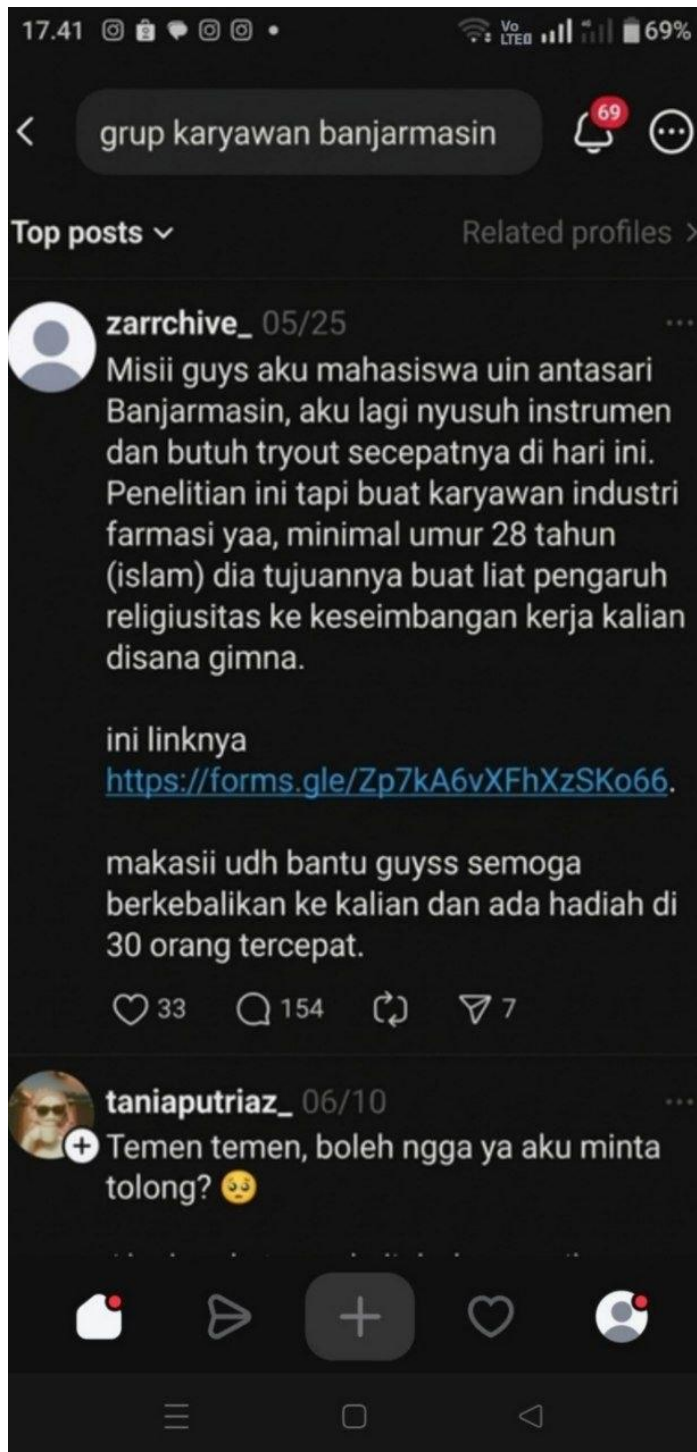 17.41
Vo
LTE
69%
grup karyawan banjarmasin
69
Top posts
Related profiles
zarrchive_ 05/25
Misii guys aku mahasiswa uin antasari
Banjarmasin, aku lagi nyusuh instrumen
dan butuh tryout secepatnya di hari ini.
Penelitian ini tapi buat karyawan industri
farmasi yaa, minimal umur 28 tahun
(islam) dia tujuannya buat liat pengaruh
religiusitas ke keseimbangan kerja kalian
disana gimna.
ini linknya
https://forms.gle/Zp7kA6vXFhXzSKo66.
makasii udh bantu guyss semoga
berkebalikan ke kalian dan ada hadiah di
30 orang tercepat.
33 154 7
taniaputriaz_ 06/10
Temen temen, boleh ngga ya aku minta
tolong? 🥺